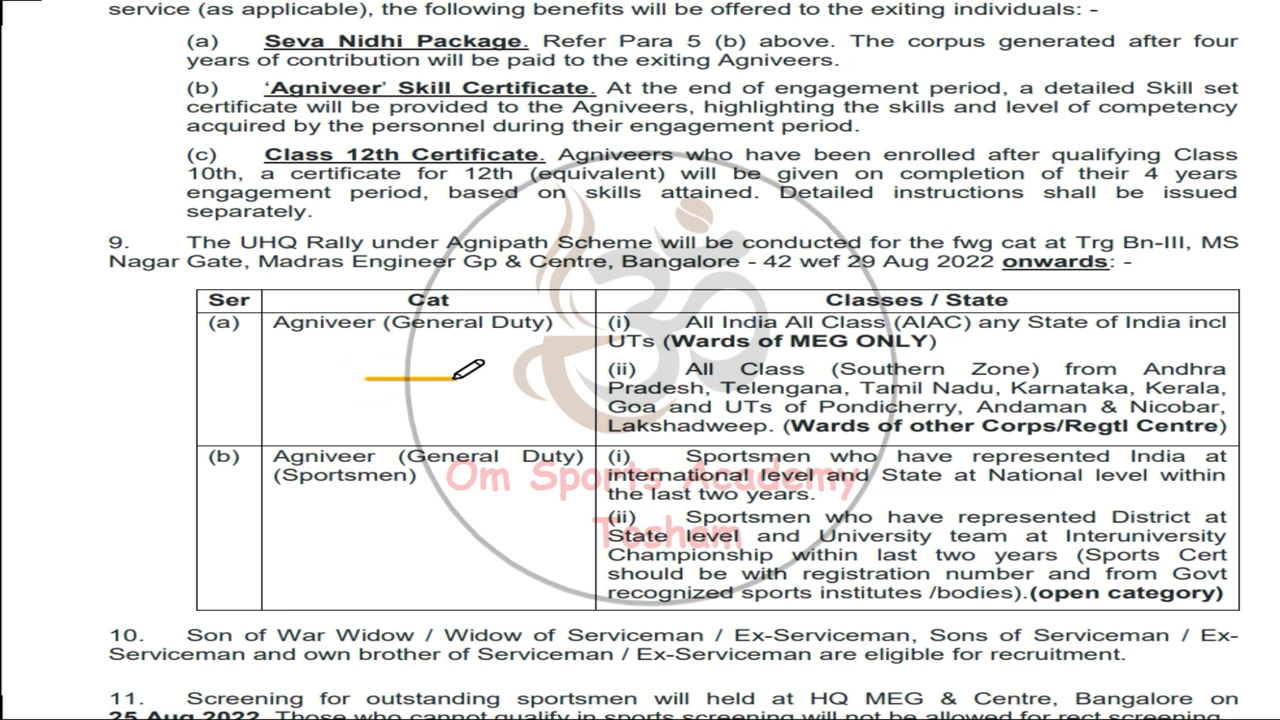 service (as applicable), the following benefits will be offered to the exiting individuals: -
(a) Seva Nidhi Package. Refer Para 5 (b) above. The corpus generated after four
years of contribution will be paid to the exiting Agniveers.
(b) ‘Agniveer’ Skill Certificate. At the end of engagement period, a detailed Skill set
certificate will be provided to the Agniveers, highlighting the skills and level of competency
acquired by the personnel during their engagement period.
(c) Class 12th Certificate. Agniveers who have been enrolled after qualifying Class
10th, a certificate for 12th (equivalent) will be given on completion of their 4 years
engagement period, based on skills attained. Detailed instructions shall be issued
separately.
9. The UHQ Rally under Agnipath Scheme will be conducted for the fwg cat at Trg Bn-III, MS
Nagar Gate, Madras Engineer Gp & Centre, Bangalore - 42 wef 29 Aug 2022 onwards: -
Ser Cat Classes / State
(a) Agniveer (General Duty) (i) All India All Class (AIAC) any State of India incl
UTs (Wards of MEG ONLY)
(ii) All Class (Southern Zone) from Andhra
Pradesh, Telengana, Tamil Nadu, Karnataka, Kerala,
Goa and UTs of Pondicherry, Andaman & Nicobar,
Lakshadweep. (Wards of other Corps/Regtl Centre)
(b) Agniveer (General Duty) (i) Sportsmen who have represented India at
(Sportsmen) international level and State at National level within
the last two years.
(ii) Sportsmen who have represented District at
State level and University team at Interuniversity
Championship within last two years (Sports Cert
should be with registration number and from Govt
recognized sports institutes /bodies).(open category)
ॐ
Om Sports Academy
Tosham
10. Son of War Widow / Widow of Serviceman / Ex-Serviceman, Sons of Serviceman / Ex-
Serviceman and own brother of Serviceman / Ex-Serviceman are eligible for recruitment.
11. Screening for outstanding sportsmen will held at HQ MEG & Centre, Bangalore on
25 Aug 2022. Those who cannot qualify in sports screening will not be allowed for rect screening